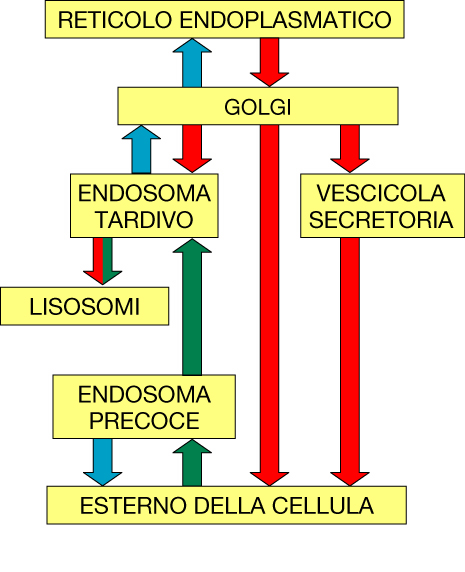 RETICOLO ENDOPLASMATICO
GOLGI
ENDOSOMA
TARDIVO
VESCICOLA
SECRETORIA
LISOSOMI
ENDOSOMA
PRECOCE
ESTERNO DELLA CELLULA